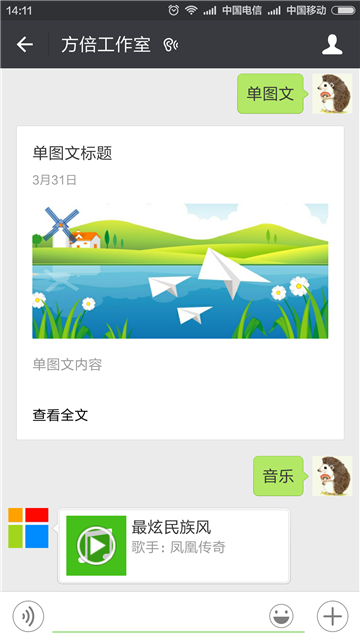 14:11 中国电信 中国移动
方倍工作室
单图文
单图文标题
3月31日
单图文内容
查看全文
音乐
最炫民族风
歌手：凤凰传奇